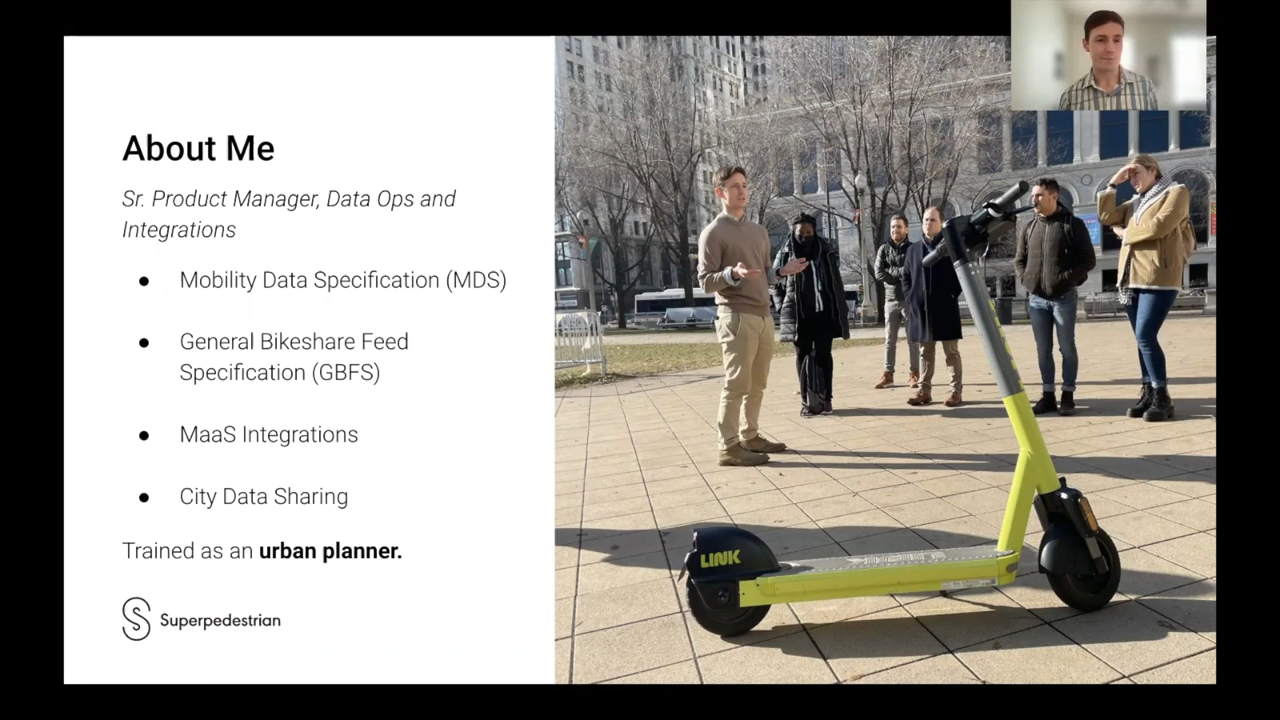 About Me
Sr. Product Manager, Data Ops and
Integrations
Mobility Data Specification (MDS)
General Bikeshare Feed
Specification (GBFS)
MaaS Integrations
City Data Sharing
Trained as an urban planner.
Superpedestrian
LINK